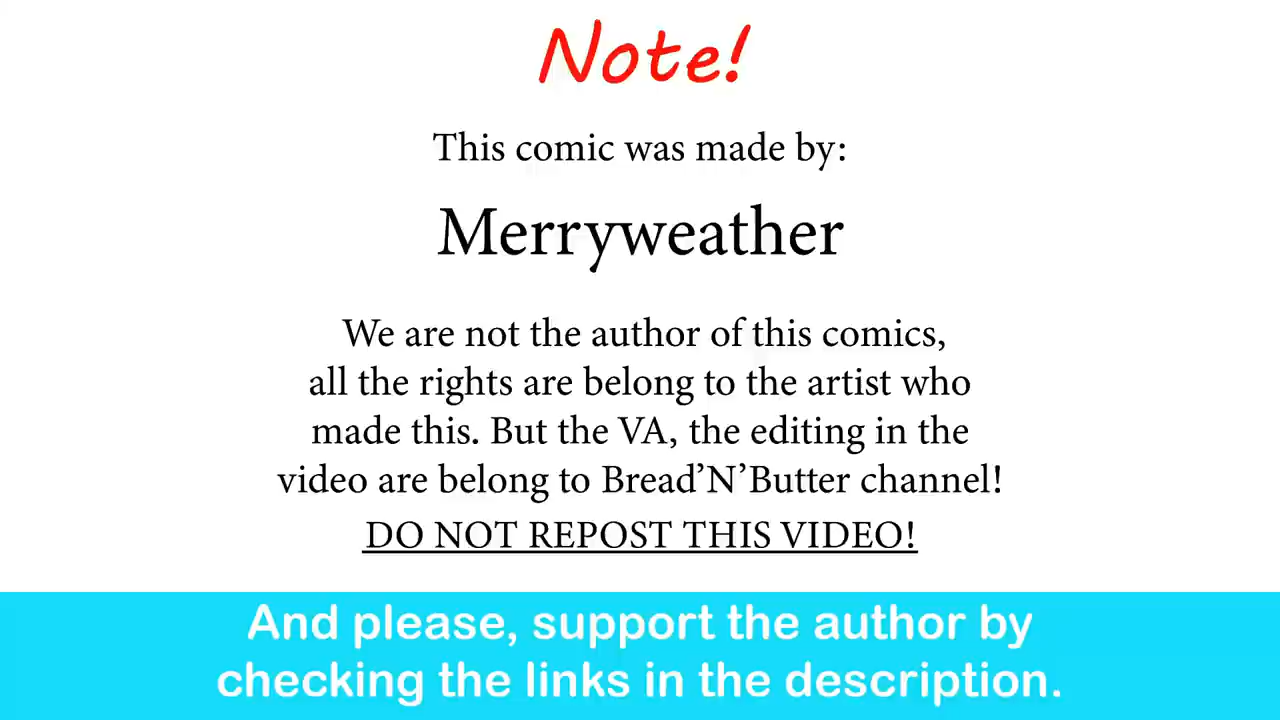 Note!
This comic was made by:
Merryweather
We are not the author of this comics,
all the rights are belong to the artist who
made this. But the VA, the editing in the
video are belong to Bread’N’Butter channel!
DO NOT REPOST THIS VIDEO!
And please, support the author by
checking the links in the description.